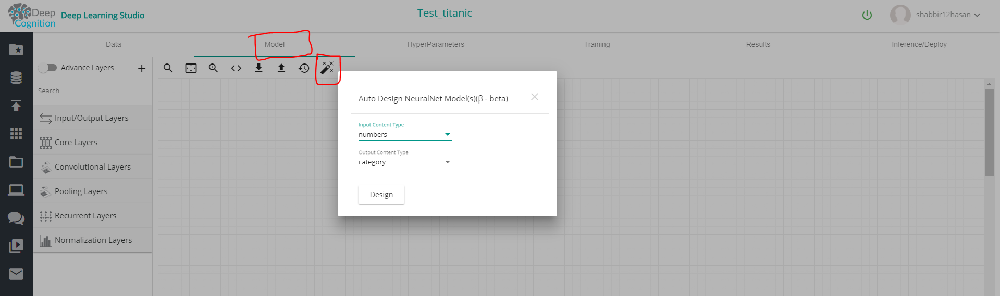 Deep
Cognition
Deep Learning Studio
Test_titanic
shabbir12hasan
Data
Model
HyperParameters
Training
Results
Inference/Deploy
Advance Layers
Search
Input/Output Layers
Core Layers
Convolutional Layers
Pooling Layers
Recurrent Layers
Normalization Layers
Auto Design NeuralNet Model(s)(β - beta)
Input Content Type
numbers
Output Content Type
category
Design